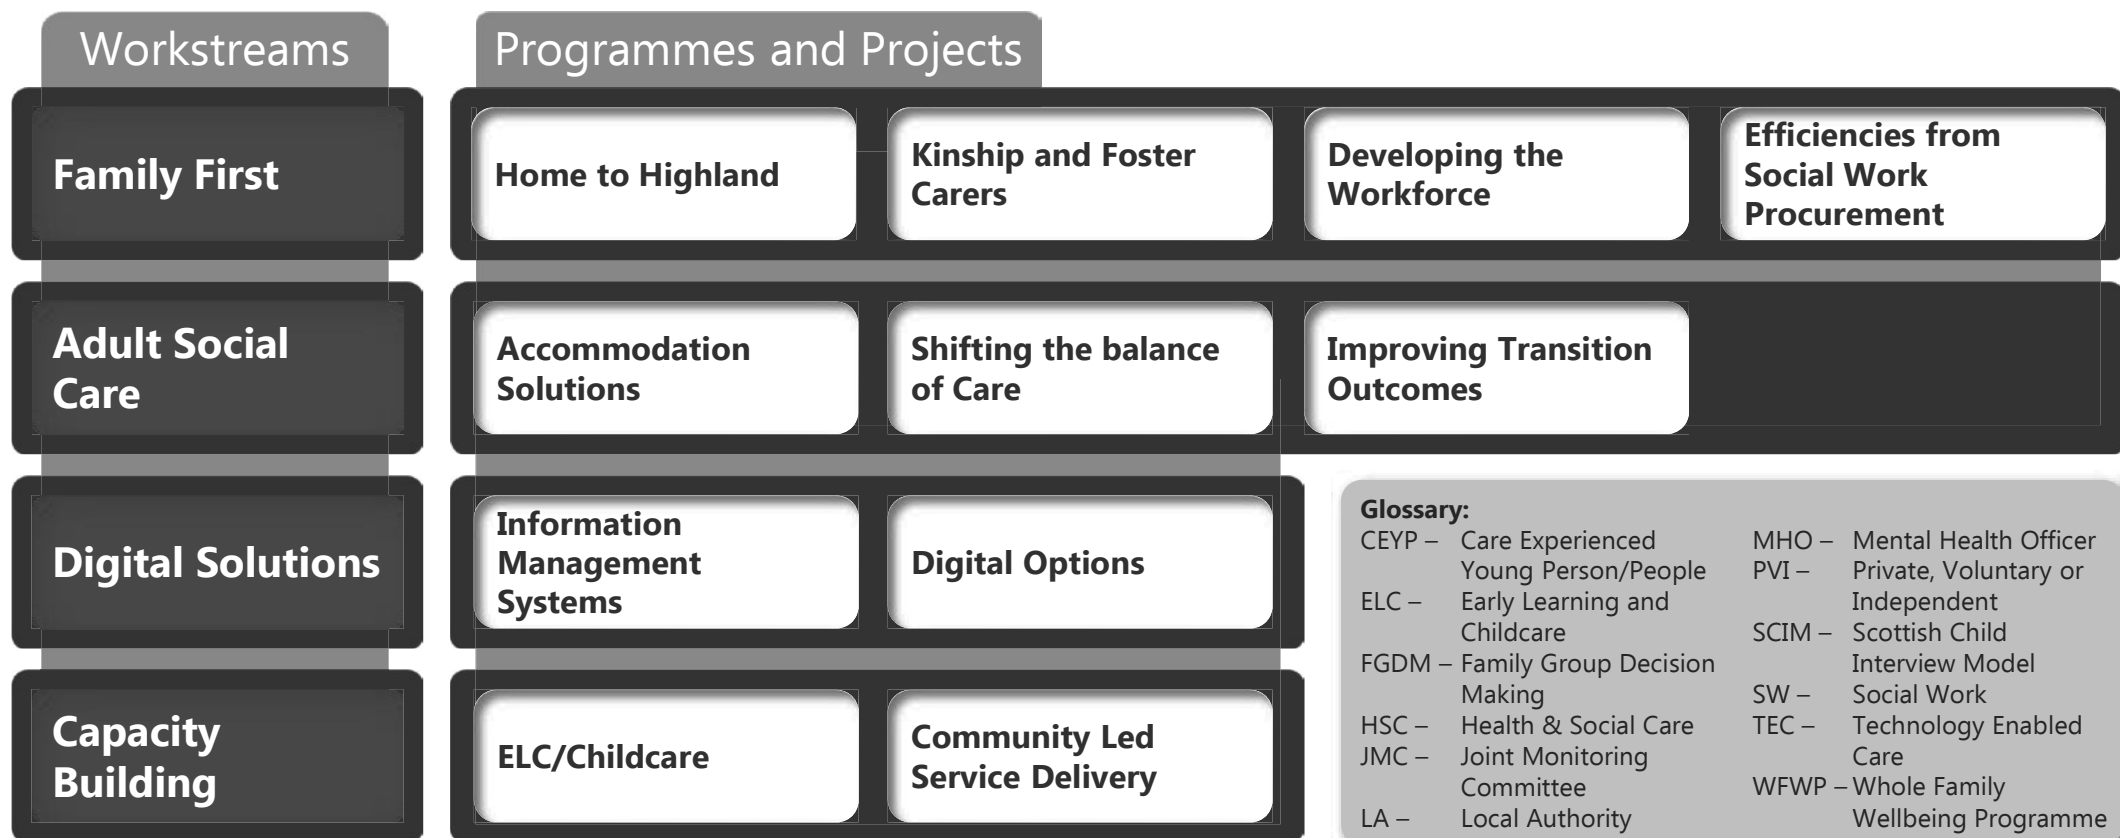 Workstreams
Programmes and Projects
Family First
Home to Highland
Kinship and Foster
Carers
Developing the
Workforce
Efficiencies from
Social Work
Procurement
Adult Social
Care
Accommodation
Solutions
Shifting the balance
of Care
Improving Transition
Outcomes
Digital Solutions
Information
Management
Systems
Digital Options
Capacity
Building
ELC/Childcare
Community Led
Service Delivery
Glossary:
CEYP – Care Experienced
Young Person/People
ELC – Early Learning and
Childcare
FGDM – Family Group Decision
Making
HSC – Health & Social Care
JMC – Joint Monitoring
Committee
LA – Local Authority
MHO – Mental Health Officer
PVI – Private, Voluntary or
Independent
SCIM – Scottish Child
Interview Model
SW – Social Work
TEC – Technology Enabled
Care
WFWP – Whole Family
Wellbeing Programme